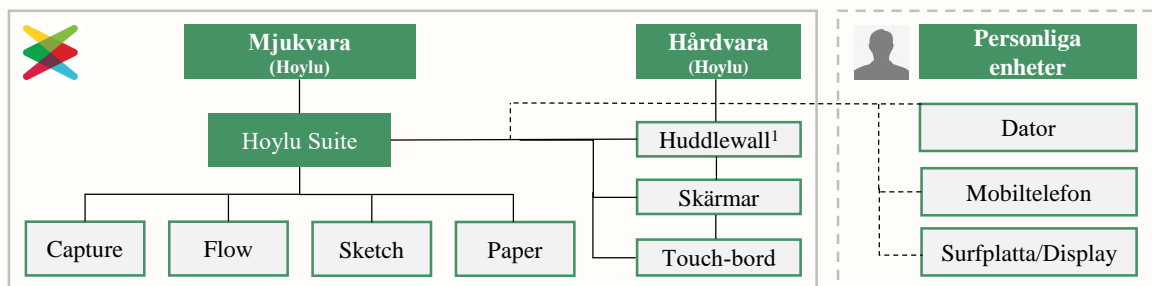 Mjukvara
(Hoylu)
Hårdvara
(Hoylu)
Personliga
enheter
Hoylu Suite
Huddlewall¹
Dator
Skärmar
Mobiltelefon
Capture
Flow
Sketch
Paper
Touch-bord
Surfplatta/Display